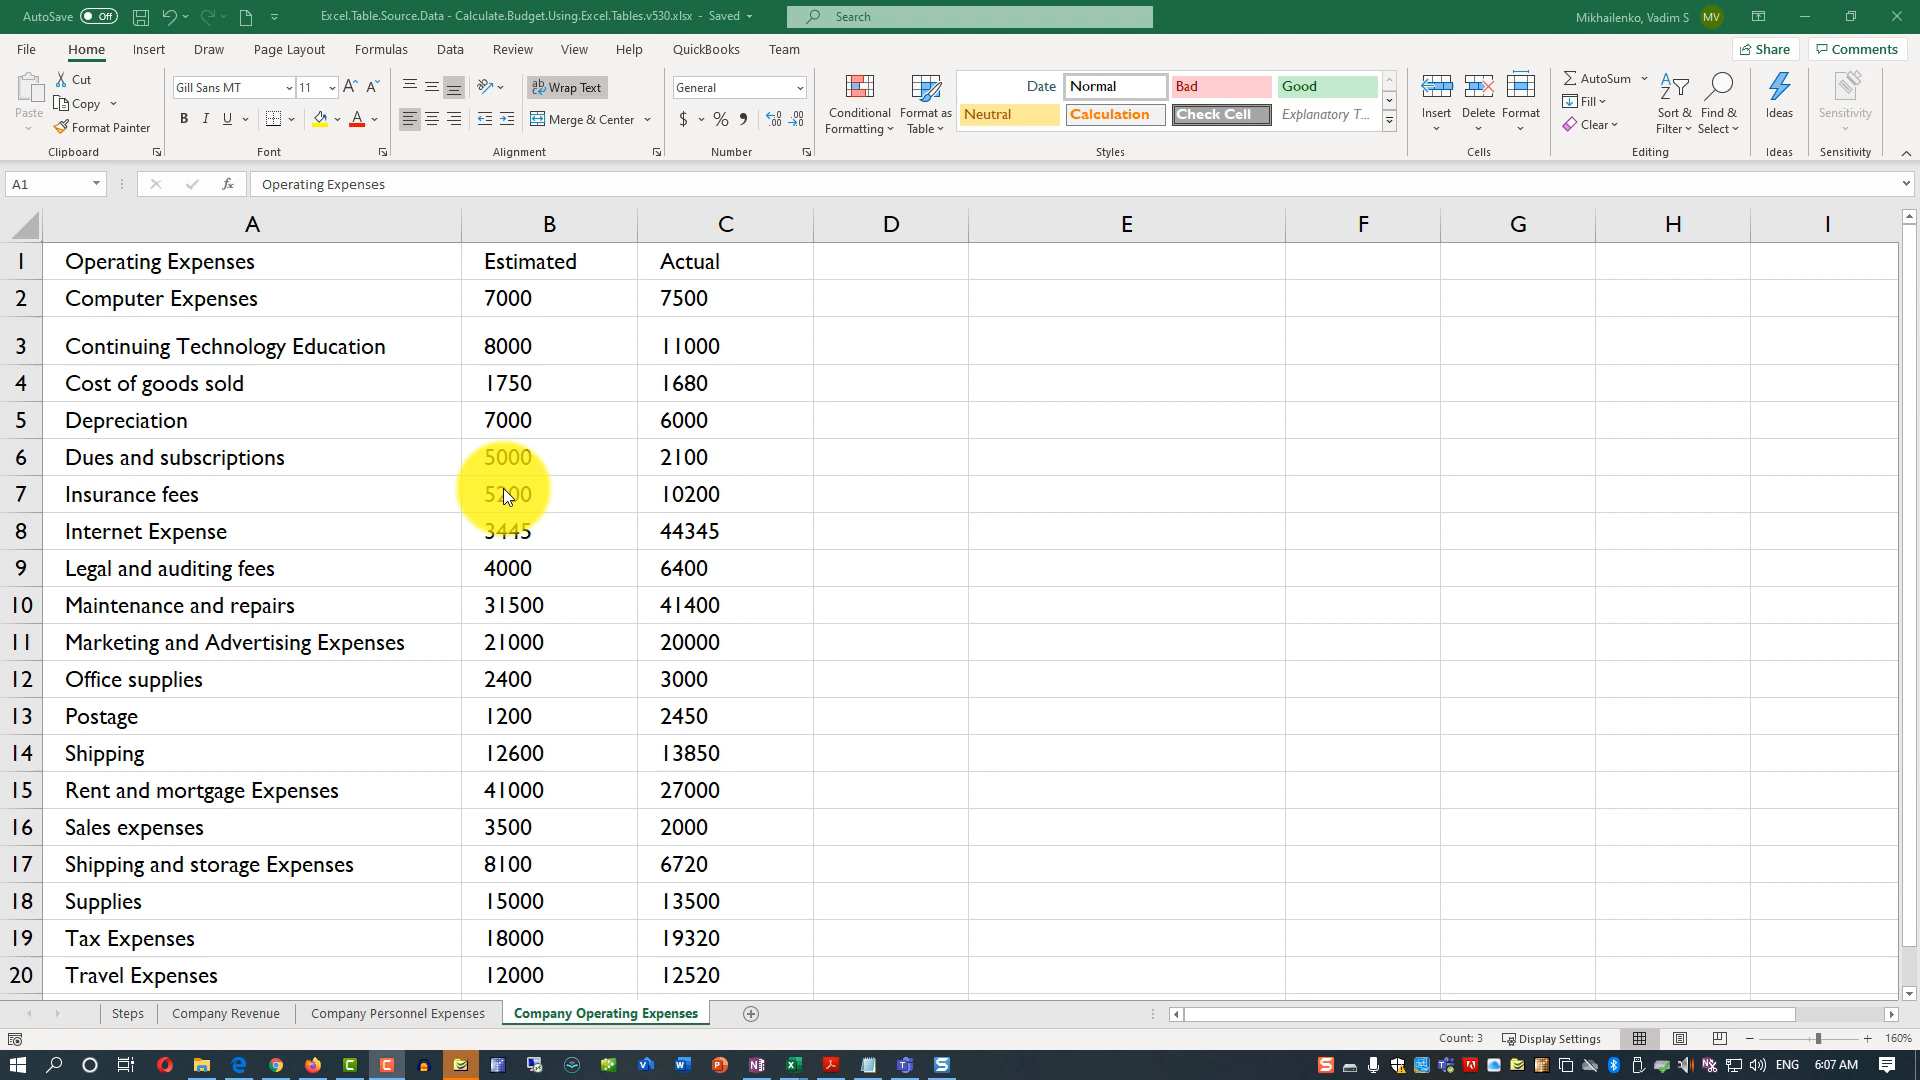 AutoSave Off Excel.Table.Source.Data - Calculate.Budget.Using.Excel.Tables.v530.xlsx - Saved Search Mikhailenko, Vadim S MV
File Home Insert Draw Page Layout Formulas Data Review View Help QuickBooks Team Share Comments
Paste Cut Copy Format Painter Clipboard
Gill Sans MT 11 A A B I U A Font
ab Wrap Text Merge & Center Alignment
General $ % 9 Number
Conditional Formatting Format as Table Date Normal Bad Good
Neutral Calculation Check Cell Explanatory T... Styles
Insert Delete Format Cells
AutoSum Fill Clear Sort & Filter Find & Select Editing
Ideas Ideas Sensitivity Sensitivity
A1 fx Operating Expenses
A B C D E F G H I
1 Operating Expenses Estimated Actual
2 Computer Expenses 7000 7500
3 Continuing Technology Education 8000 11000
4 Cost of goods sold 1750 1680
5 Depreciation 7000 6000
6 Dues and subscriptions 5000 2100
7 Insurance fees 5200 10200
8 Internet Expense 3445 44345
9 Legal and auditing fees 4000 6400
10 Maintenance and repairs 31500 41400
11 Marketing and Advertising Expenses 21000 20000
12 Office supplies 2400 3000
13 Postage 1200 2450
14 Shipping 12600 13850
15 Rent and mortgage Expenses 41000 27000
16 Sales expenses 3500 2000
17 Shipping and storage Expenses 8100 6720
18 Supplies 15000 13500
19 Tax Expenses 18000 19320
20 Travel Expenses 12000 12520
Steps Company Revenue Company Personnel Expenses Company Operating Expenses
Count: 3 Display Settings 160%
ENG 6:07 AM